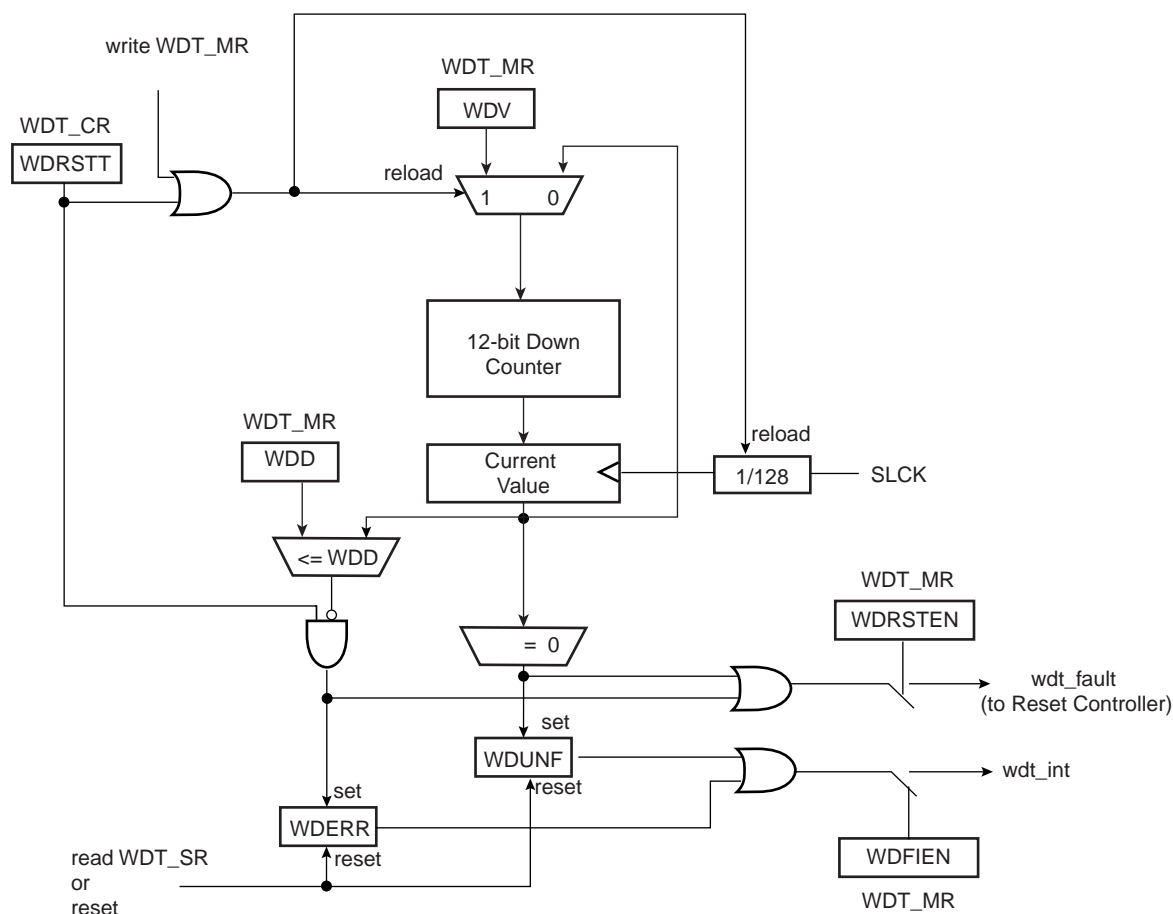 write WDT_MR
WDT_MR
WDV
WDT_CR
WDRSTT
reload
1 0
12-bit Down
Counter
WDT_MR
WDD
reload
Current
Value
1/128
SLCK
<= WDD
WDT_MR
WDRSTEN
= 0
wdt_fault
(to Reset Controller)
set
WDUNF
reset
wdt_int
set
WDERR
reset
WDFIEN
WDT_MR
read WDT_SR
or
reset